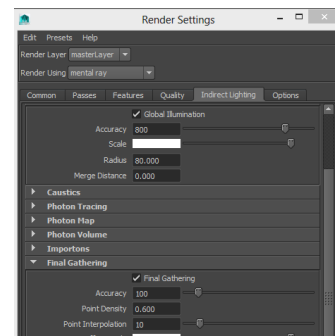 Render Settings
Edit Presets Help
Render Layer masterLayer
Render Using mental ray
Common Passes Features Quality Indirect Lighting Options
Global Illumination
Accuracy 800
Scale
Radius 80.000
Merge Distance 0.000
Caustics
Photon Tracing
Photon Map
Photon Volume
Importons
Final Gathering
Final Gathering
Accuracy 100
Point Density 0.600
Point Interpolation 10